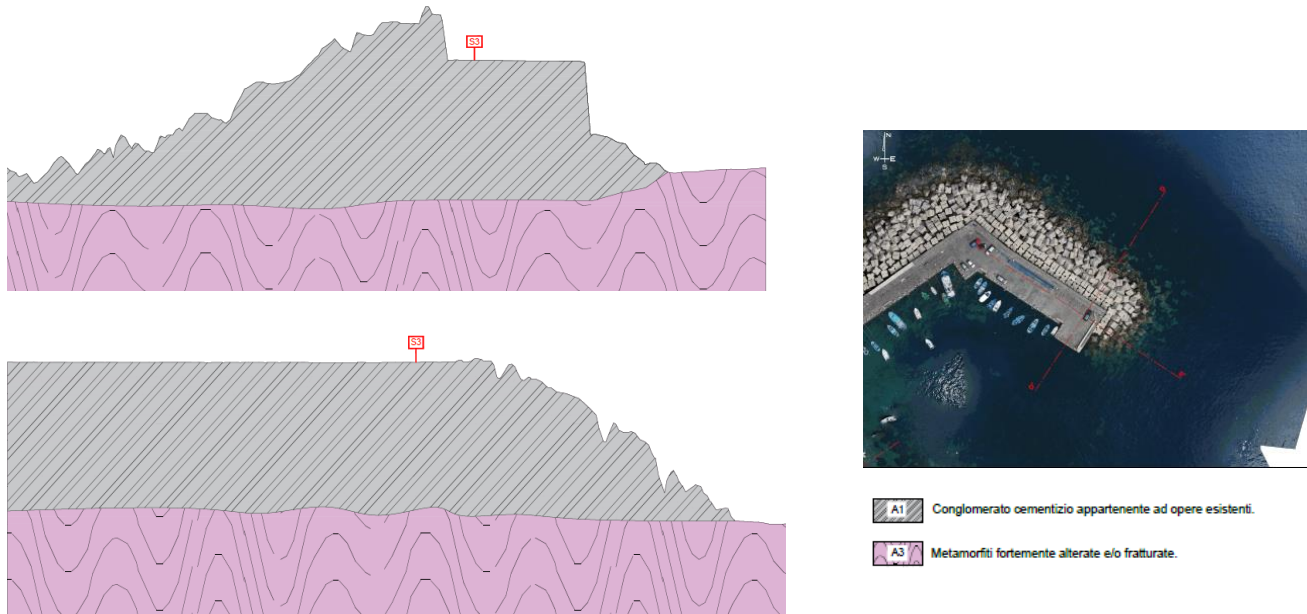 S3
S3
N
W E
S
A1 Conglomerato cementizio appartenente ad opere esistenti.
A3 Metamorfiti fortemente alterate e/o fratturate.